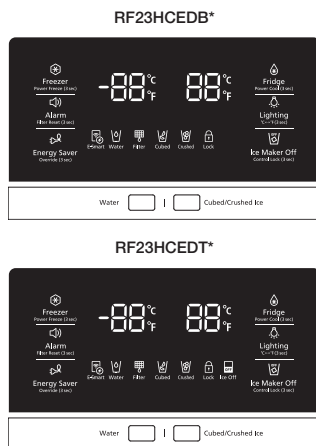 RF23HCEDB*
-88°C °F 88°C °F
Freezer
Power Freeze (3 sec)
Fridge
Power Cool (3 sec)
Alarm
Filter Reset (3 sec)
Lighting
°C↔°F (3 sec)
E-Smart Water Filter Cubed Crushed Lock
Energy Saver
Override (3 sec)
Ice Maker Off
Control Lock (3 sec)
Water | Cubed/Crushed Ice
RF23HCEDT*
-88°C °F 88°C °F
Freezer
Power Freeze (3 sec)
Fridge
Power Cool (3 sec)
Alarm
Filter Reset (3 sec)
Lighting
°C↔°F (3 sec)
E-Smart Water Filter Cubed Crushed Lock Ice Off
Energy Saver
Override (3 sec)
Ice Maker Off
Control Lock (3 sec)
Water | Cubed/Crushed Ice